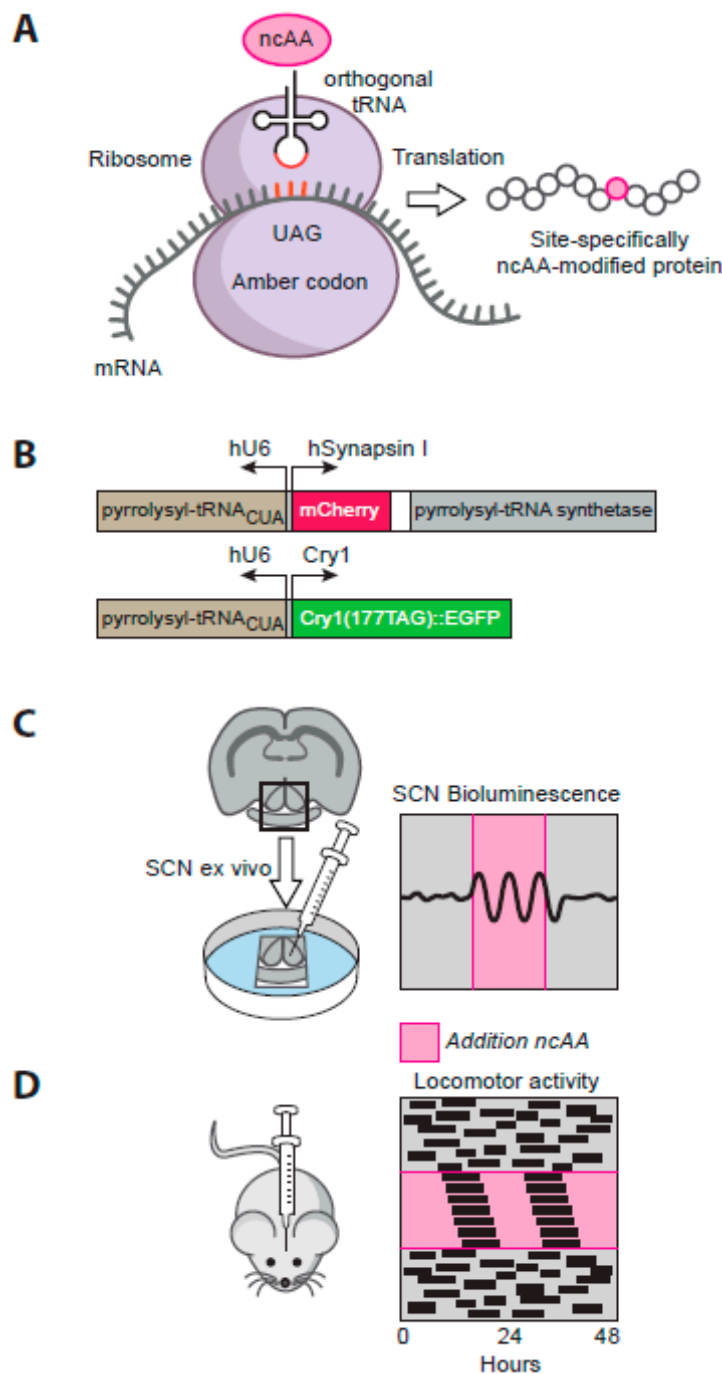 A
ncAA
orthogonal
tRNA
Ribosome
Translation
UAG
Amber codon
Site-specifically
ncAA-modified protein
mRNA
B
hU6 hSynapsin I
pyrrolysyl-tRNACUA mCherry pyrrolysyl-tRNA synthetase
hU6 Cry1
pyrrolysyl-tRNACUA Cry1(177TAG)::EGFP
C
SCN Bioluminescence
SCN ex vivo
Addition ncAA
D
Locomotor activity
0 24 48
Hours